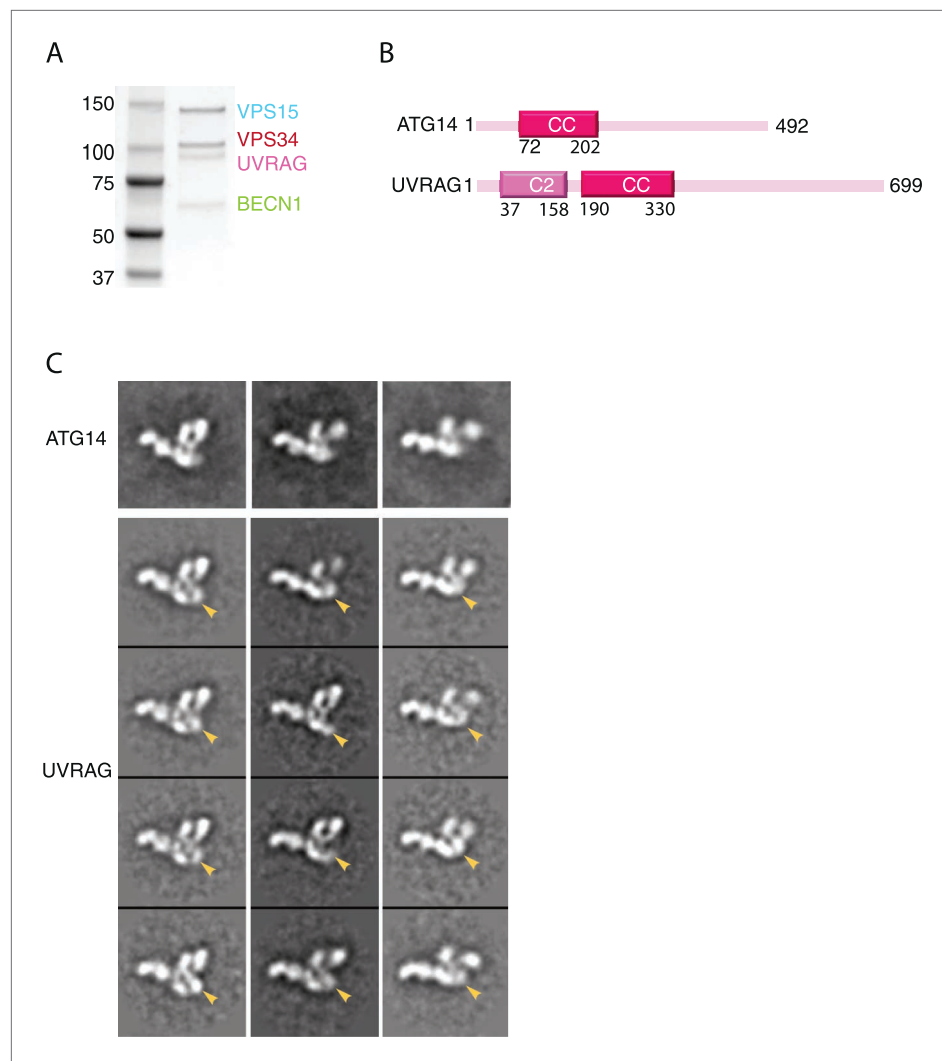 A
150
100
75
50
37
VPS15
VPS34
UVRAG
BECN1
B
ATG14 1 CC 492
72 202
UVRAG1 C2 CC 699
37 158 190 330
C
ATG14
UVRAG